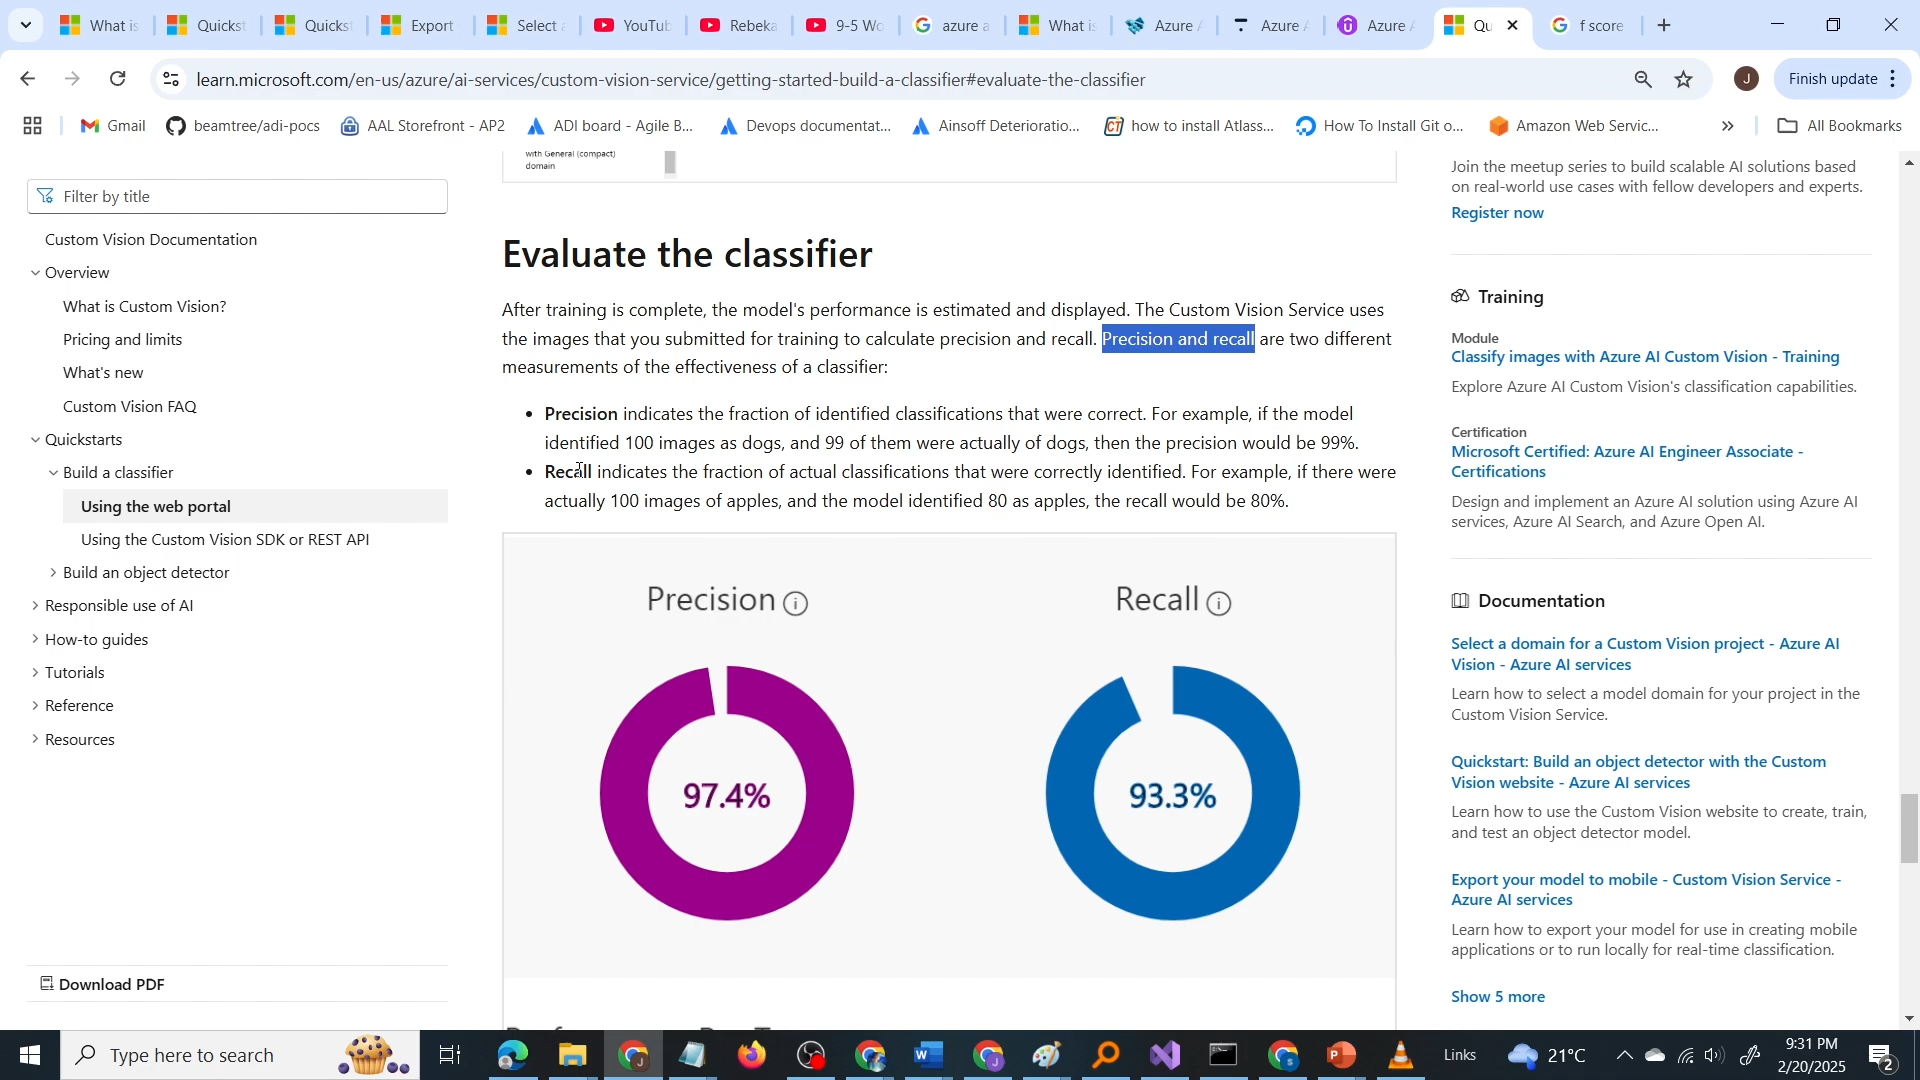 What is
Quickst
Quickst
Export
Select a
YouTub
Rebeka
9-5 Wo
azure a
What is
Azure A
Azure A
Azure A
Qu
f score
learn.microsoft.com/en-us/azure/ai-services/custom-vision-service/getting-started-build-a-classifier#evaluate-the-classifier
J
Finish update
Gmail
beamtree/adi-pocs
AAL Storefront - AP2
ADI board - Agile B...
Devops documentat...
Ainsoff Deterioratio...
how to install Atlass...
How To Install Git o...
Amazon Web Servic...
All Bookmarks
Filter by title
Custom Vision Documentation
Overview
What is Custom Vision?
Pricing and limits
What's new
Custom Vision FAQ
Quickstarts
Build a classifier
Using the web portal
Using the Custom Vision SDK or REST API
Build an object detector
Responsible use of AI
How-to guides
Tutorials
Reference
Resources
Download PDF
with General (compact)
domain
Evaluate the classifier
After training is complete, the model's performance is estimated and displayed. The Custom Vision Service uses
the images that you submitted for training to calculate precision and recall. Precision and recall are two different
measurements of the effectiveness of a classifier:
• Precision indicates the fraction of identified classifications that were correct. For example, if the model
identified 100 images as dogs, and 99 of them were actually of dogs, then the precision would be 99%.
• Recall indicates the fraction of actual classifications that were correctly identified. For example, if there were
actually 100 images of apples, and the model identified 80 as apples, the recall would be 80%.
Precision
Recall
97.4%
93.3%
Join the meetup series to build scalable AI solutions based
on real-world use cases with fellow developers and experts.
Register now
Training
Module
Classify images with Azure AI Custom Vision - Training
Explore Azure AI Custom Vision's classification capabilities.
Certification
Microsoft Certified: Azure AI Engineer Associate -
Certifications
Design and implement an Azure AI solution using Azure AI
services, Azure AI Search, and Azure Open AI.
Documentation
Select a domain for a Custom Vision project - Azure AI
Vision - Azure AI services
Learn how to select a model domain for your project in the
Custom Vision Service.
Quickstart: Build an object detector with the Custom
Vision website - Azure AI services
Learn how to use the Custom Vision website to create, train,
and test an object detector model.
Export your model to mobile - Custom Vision Service -
Azure AI services
Learn how to export your model for use in creating mobile
applications or to run locally for real-time classification.
Show 5 more
Type here to search
Links
21°C
9:31 PM
2/20/2025
2